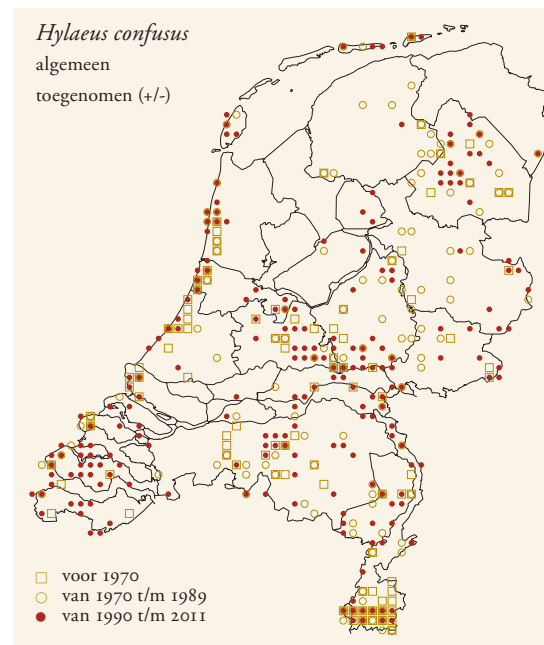 Hylaeus confusus
algemeen
toegenomen (+/-)
voor 1970
van 1970 t/m 1989
van 1990 t/m 2011